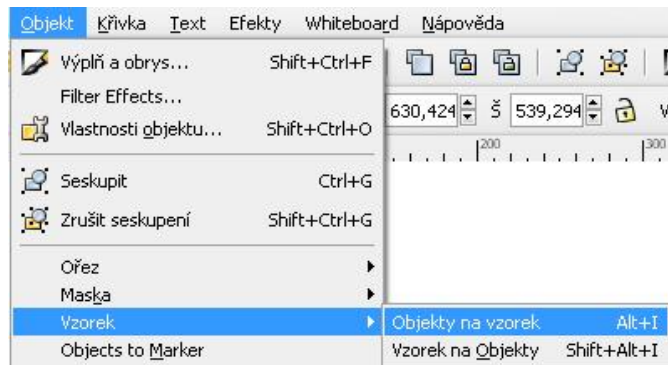 Objekt Křivka Text Efekty Whiteboard Nápověda
Výplň a obrys... Shift+Ctrl+F
Filter Effects...
630,424 Š 539,294
Vlastnosti objektu... Shift+Ctrl+O
200 300
Seskupit Ctrl+G
Zrušit seskupení Shift+Ctrl+G
Ořez
Maska
Vzorek Objekty na vzorek Alt+I
Objects to Marker Vzorek na Objekty Shift+Alt+I